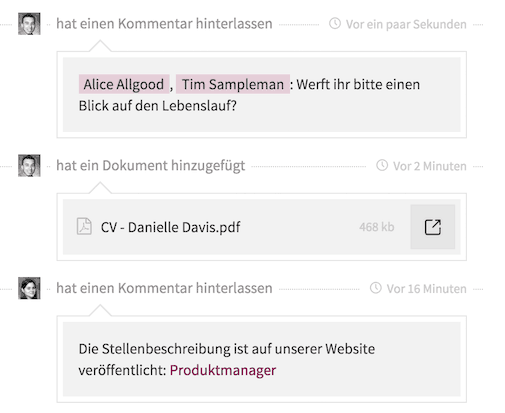 hat einen Kommentar hinterlassen Vor ein paar Sekunden
Alice Allgood, Tim Sampleman: Werft ihr bitte einen
Blick auf den Lebenslauf?
hat ein Dokument hinzugefügt Vor 2 Minuten
CV - Danielle Davis.pdf 468 kb
hat einen Kommentar hinterlassen Vor 16 Minuten
Die Stellenbeschreibung ist auf unserer Website
veröffentlicht: Produktmanager